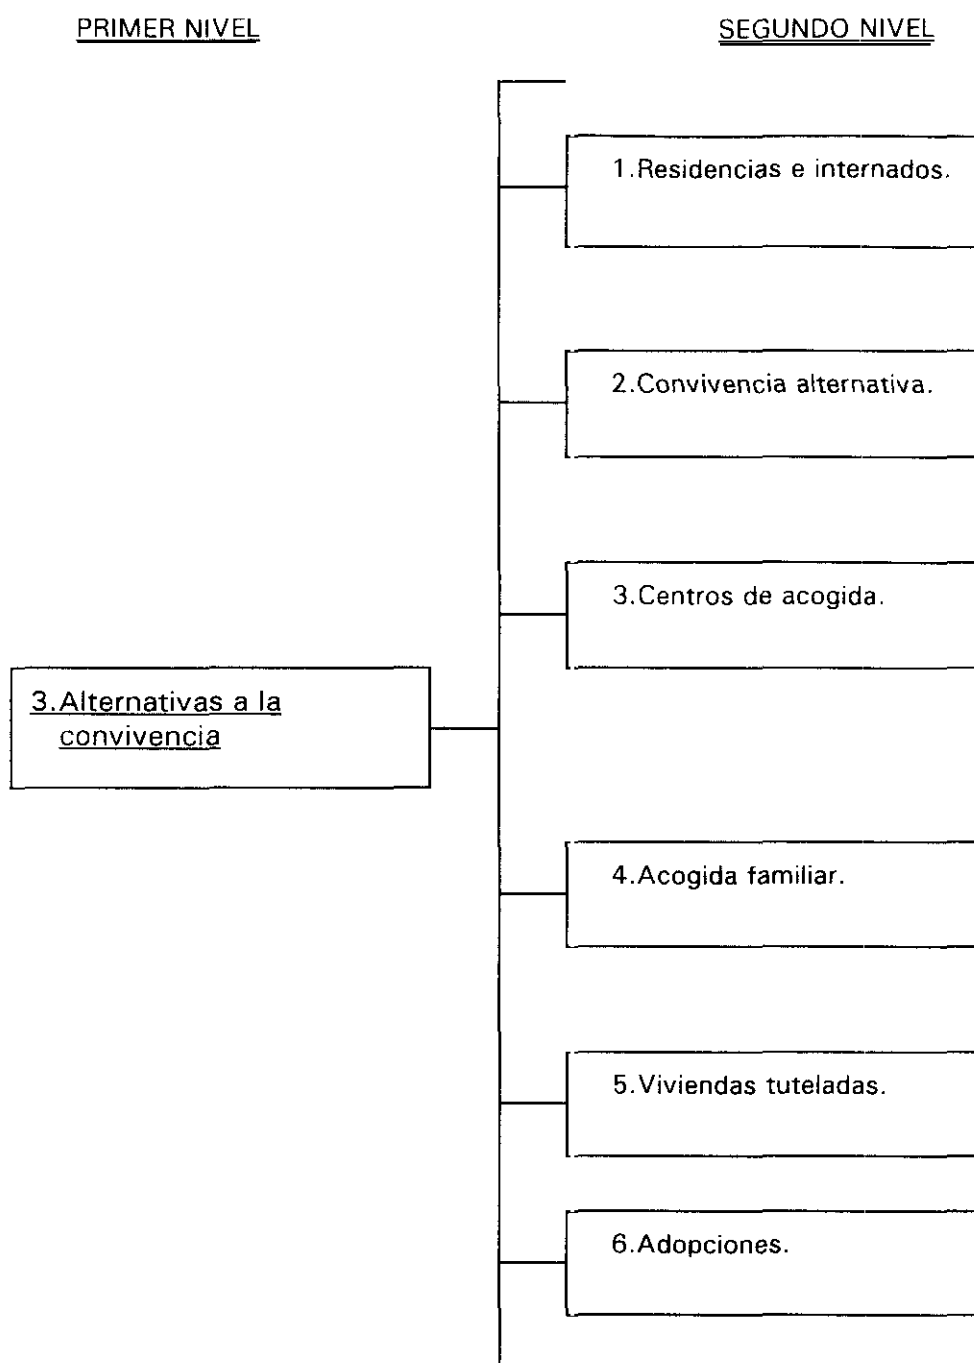 PRIMER NIVEL
SEGUNDO NIVEL
1.Residencias e internados.
2.Convivencia alternativa.
3.Centros de acogida.
3.Alternativas a la
convivencia
4.Acogida familiar.
5.Viviendas tuteladas.
6.Adopciones.